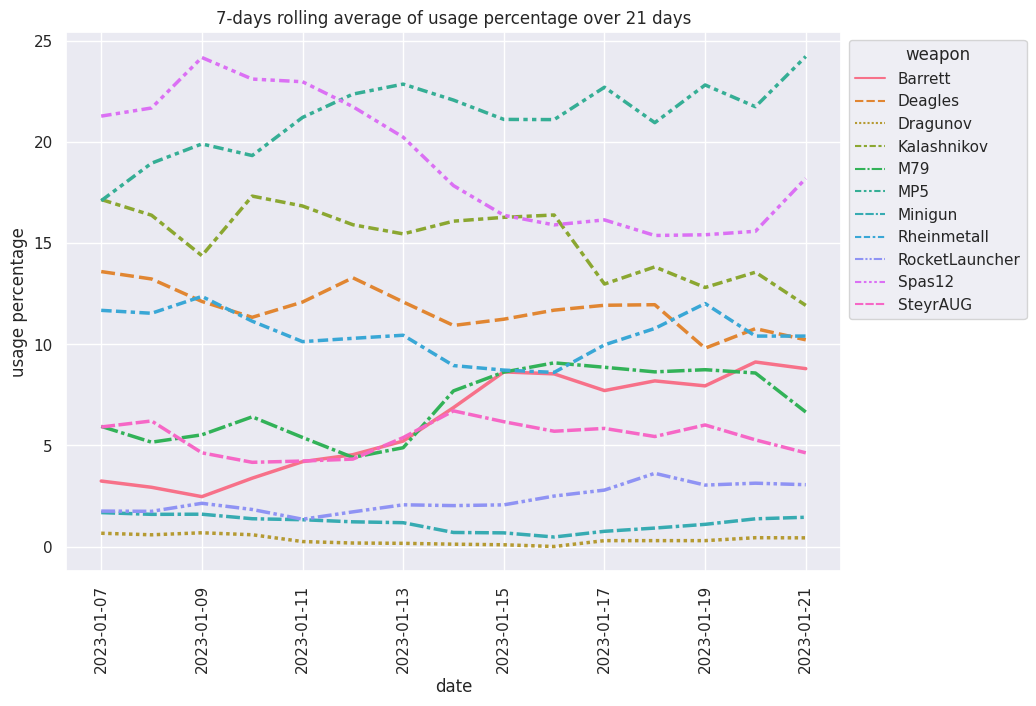 7-days rolling average of usage percentage over 21 days
usage percentage
25
20
15
10
5
0
2023-01-07
2023-01-09
2023-01-11
2023-01-13
2023-01-15
2023-01-17
2023-01-19
2023-01-21
date
weapon
Barrett
Deagles
Dragunov
Kalashnikov
M79
MP5
Minigun
Rheinmetall
RocketLauncher
Spas12
SteyrAUG